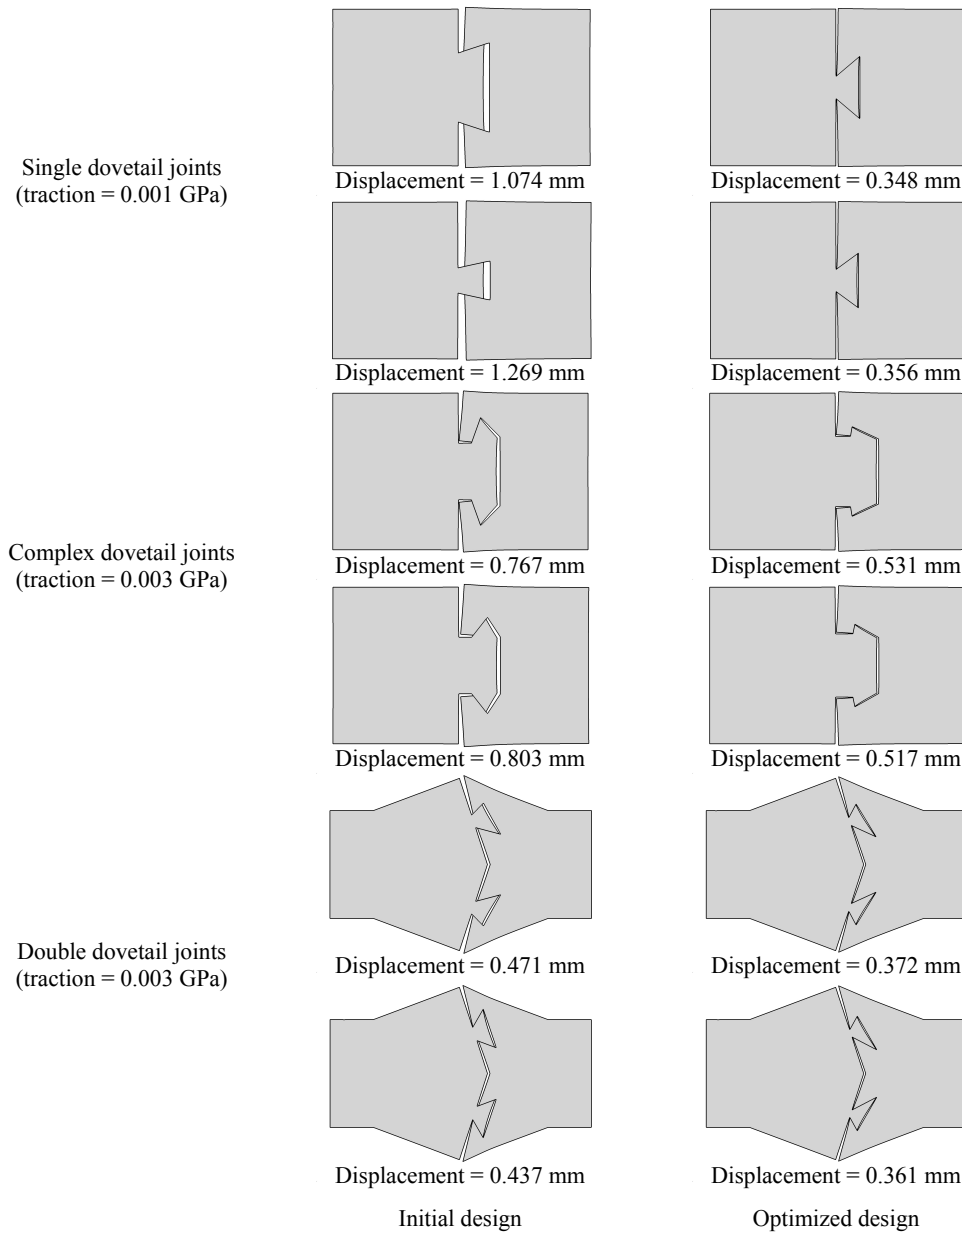 Displacement = 1.074 mm
Displacement = 0.348 mm
Single dovetail joints
(traction = 0.001 GPa)
Displacement = 1.269 mm
Displacement = 0.356 mm
Displacement = 0.767 mm
Displacement = 0.531 mm
Complex dovetail joints
(traction = 0.003 GPa)
Displacement = 0.803 mm
Displacement = 0.517 mm
Displacement = 0.471 mm
Displacement = 0.372 mm
Double dovetail joints
(traction = 0.003 GPa)
Displacement = 0.437 mm
Displacement = 0.361 mm
Initial design
Optimized design